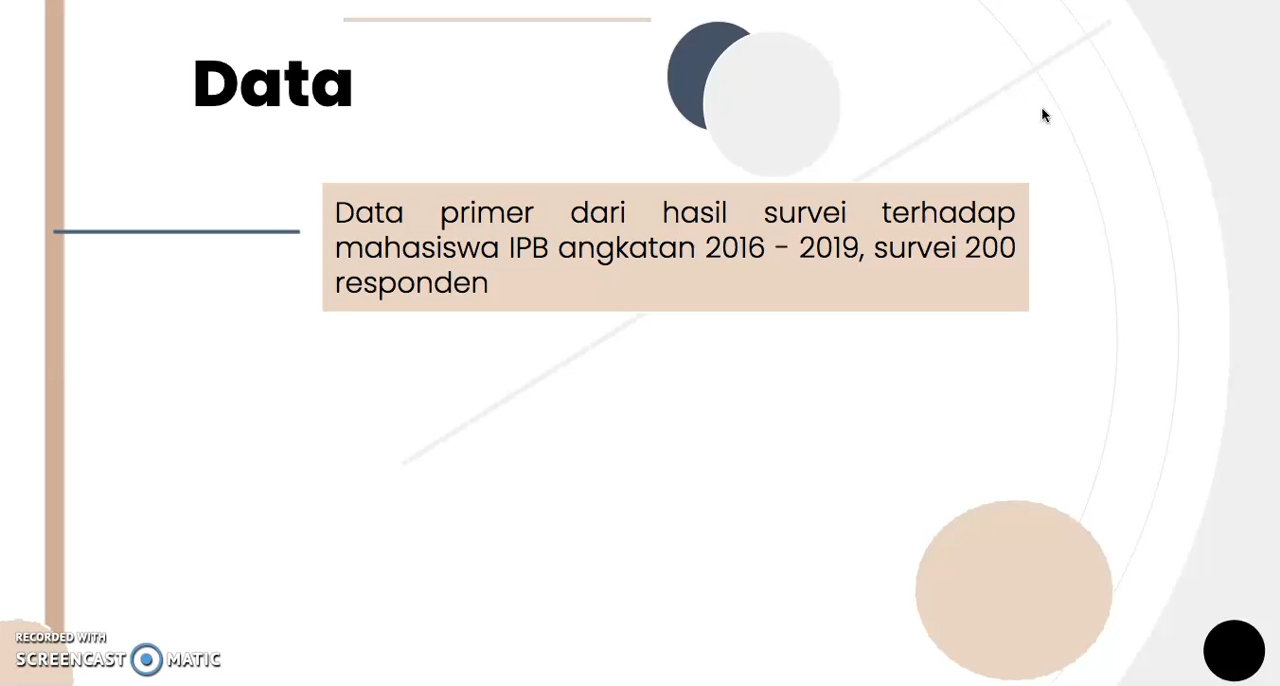 Data
Data primer dari hasil survei terhadap
mahasiswa IPB angkatan 2016 - 2019, survei 200
responden
RECORDED WITH
SCREENCAST MATIC